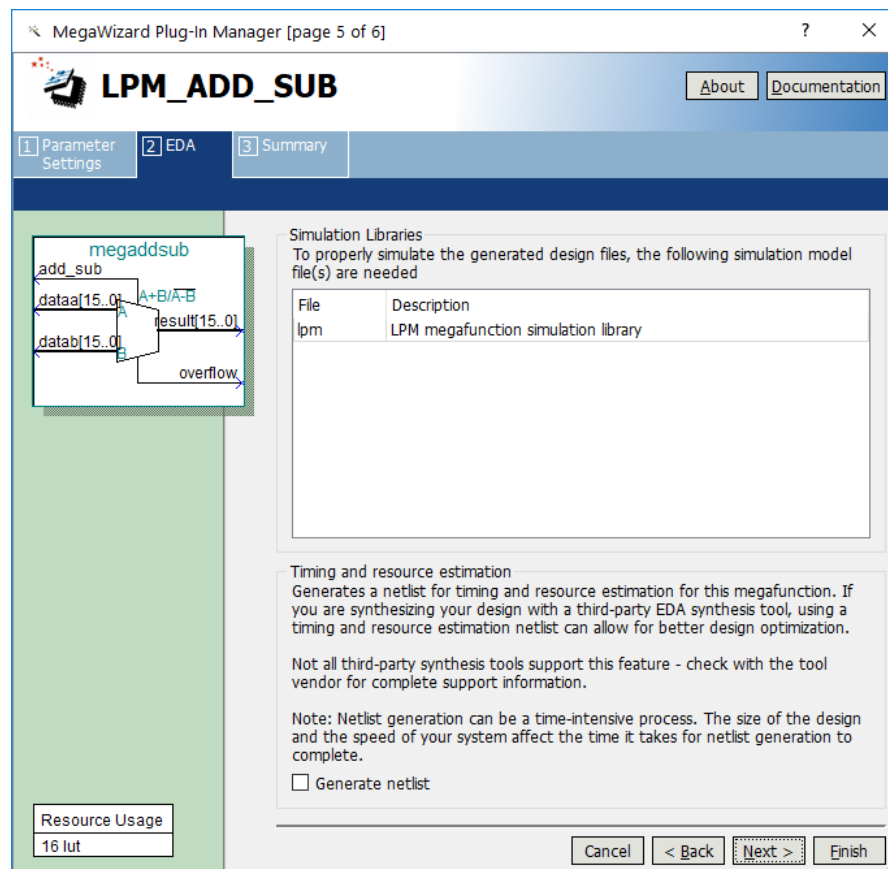 MegaWizard Plug-In Manager [page 5 of 6]
?
LPM_ADD_SUB
About
Documentation
1 Parameter Settings
2 EDA
3 Summary
megaddsub
add_sub
A+B/A-B
dataa[15..0]
A
result[15..0]
datab[15..0]
B
overflow
Simulation Libraries
To properly simulate the generated design files, the following simulation model
file(s) are needed
File Description
lpm LPM megafunction simulation library
Timing and resource estimation
Generates a netlist for timing and resource estimation for this megafunction. If
you are synthesizing your design with a third-party EDA synthesis tool, using a
timing and resource estimation netlist can allow for better design optimization.
Not all third-party synthesis tools support this feature - check with the tool
vendor for complete support information.
Note: Netlist generation can be a time-intensive process. The size of the design
and the speed of your system affect the time it takes for netlist generation to
complete.
Generate netlist
Resource Usage
16 lut
Cancel
< Back
Next >
Finish